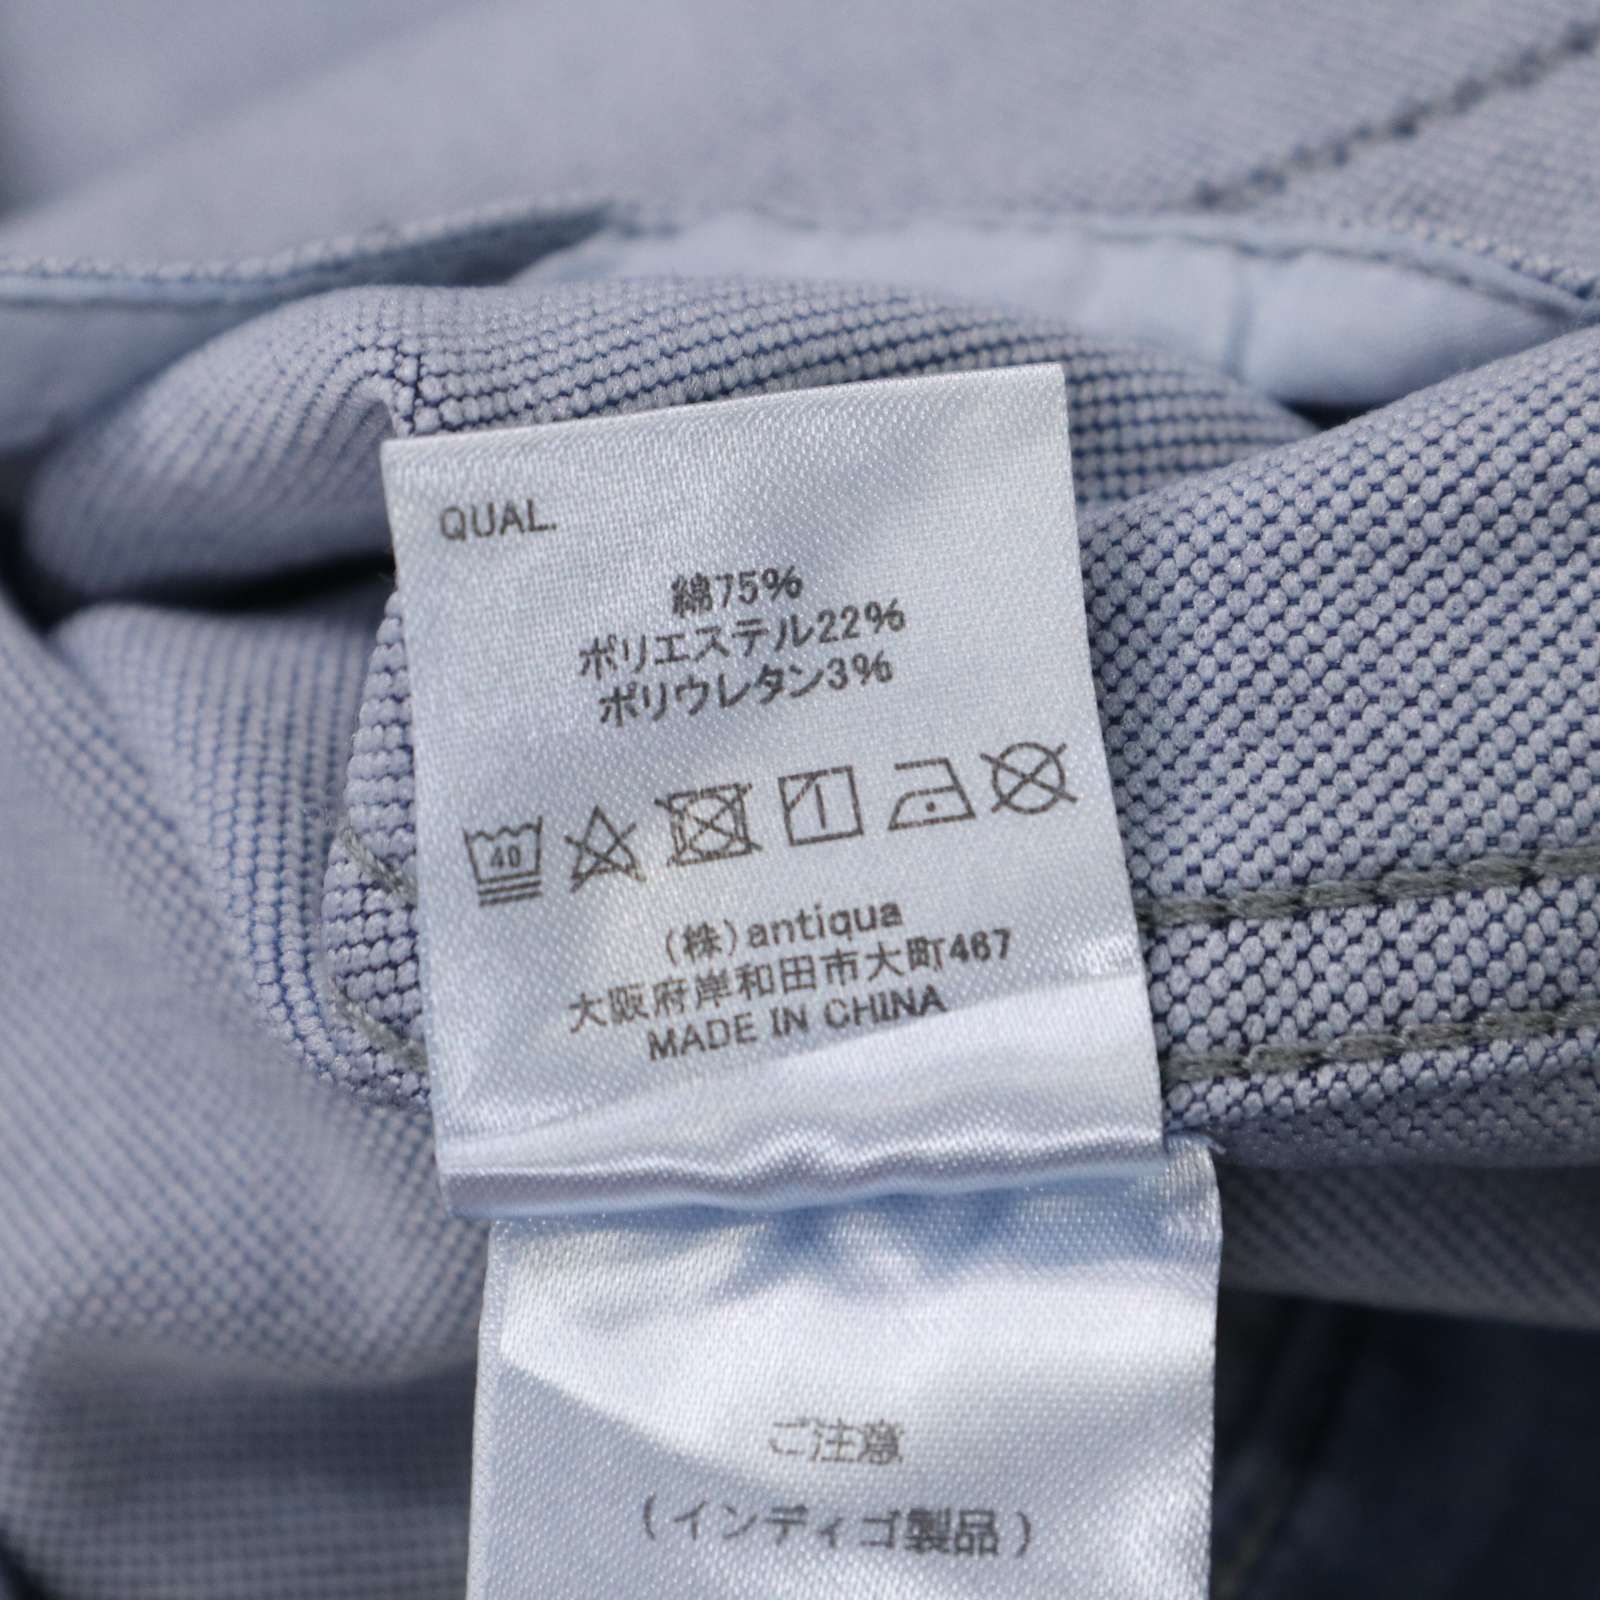 QUAL.
綿75%
ポリエステル22%
ポリウレタン3%
40
(株)antiqua
大阪府岸和田市大町467
MADE IN CHINA
ご注意
(インディゴ製品)